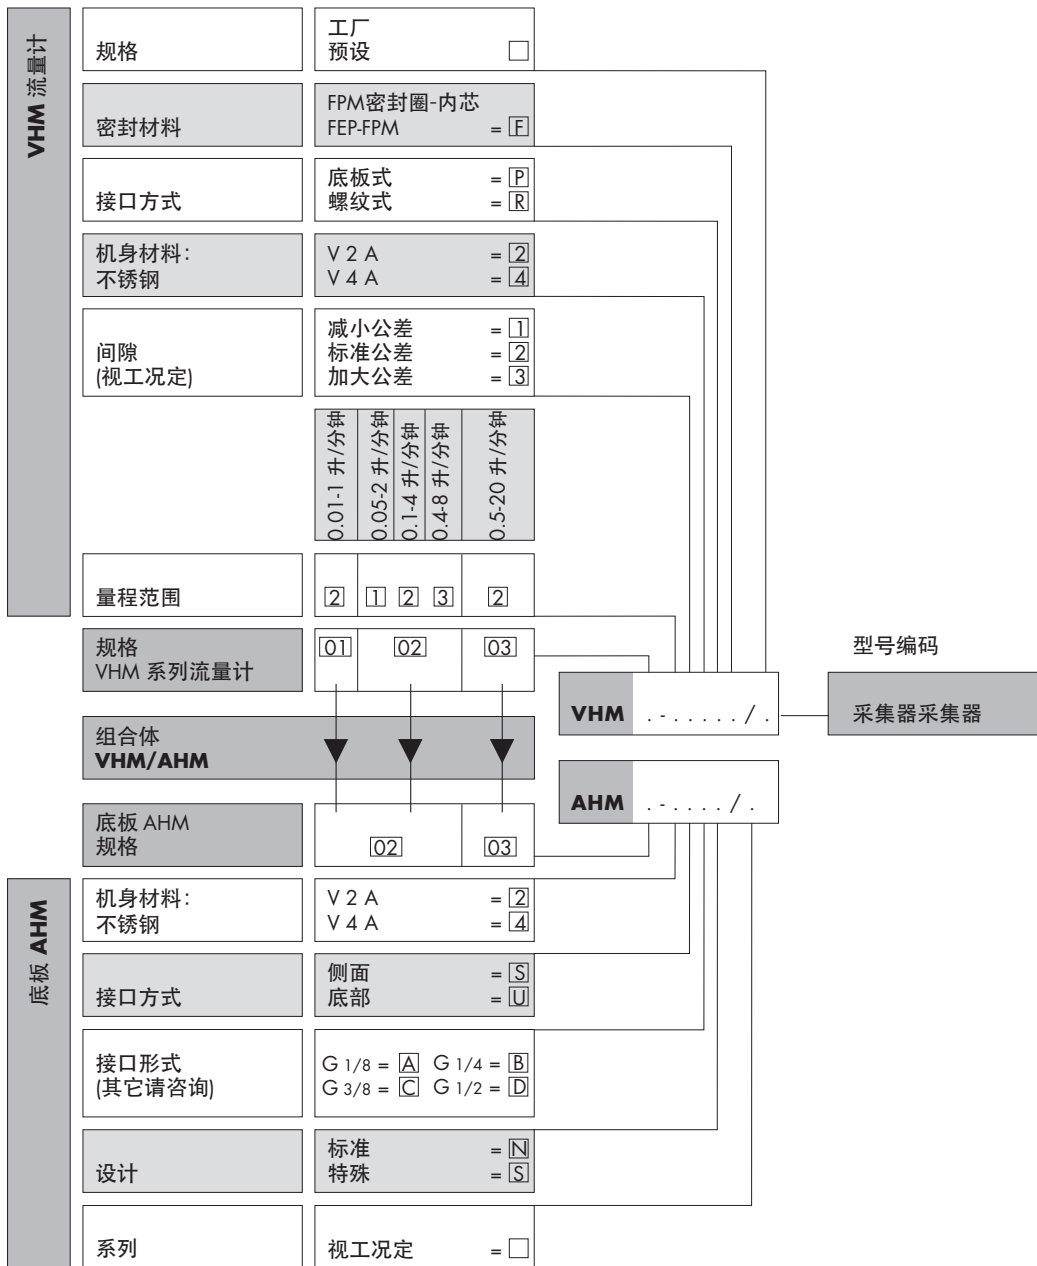 VHM 流量计
规格
工厂
预设 □
密封材料
FPM密封圈-内芯
FEP-FPM = F
接口方式
底板式 = P
螺纹式 = R
机身材料:
不锈钢
V 2 A = 2
V 4 A = 4
间隙
(视工况定)
减小公差 = 1
标准公差 = 2
加大公差 = 3
0.01-1 升/分钟
0.05-2 升/分钟
0.1-4 升/分钟
0.4-8 升/分钟
0.5-20 升/分钟
量程范围
2 1 2 3 2
规格
VHM 系列流量计
01 02 03
型号编码
VHM . - . . . . . / .
采集器采集器
组合体
VHM/AHM
AHM . - . . . . / .
底板 AHM
规格
02 03
底板 AHM
机身材料:
不锈钢
V 2 A = 2
V 4 A = 4
接口方式
侧面 = S
底部 = U
接口形式
(其它请咨询)
G 1/8 = A G 1/4 = B
G 3/8 = C G 1/2 = D
设计
标准 = N
特殊 = S
系列
视工况定 = □